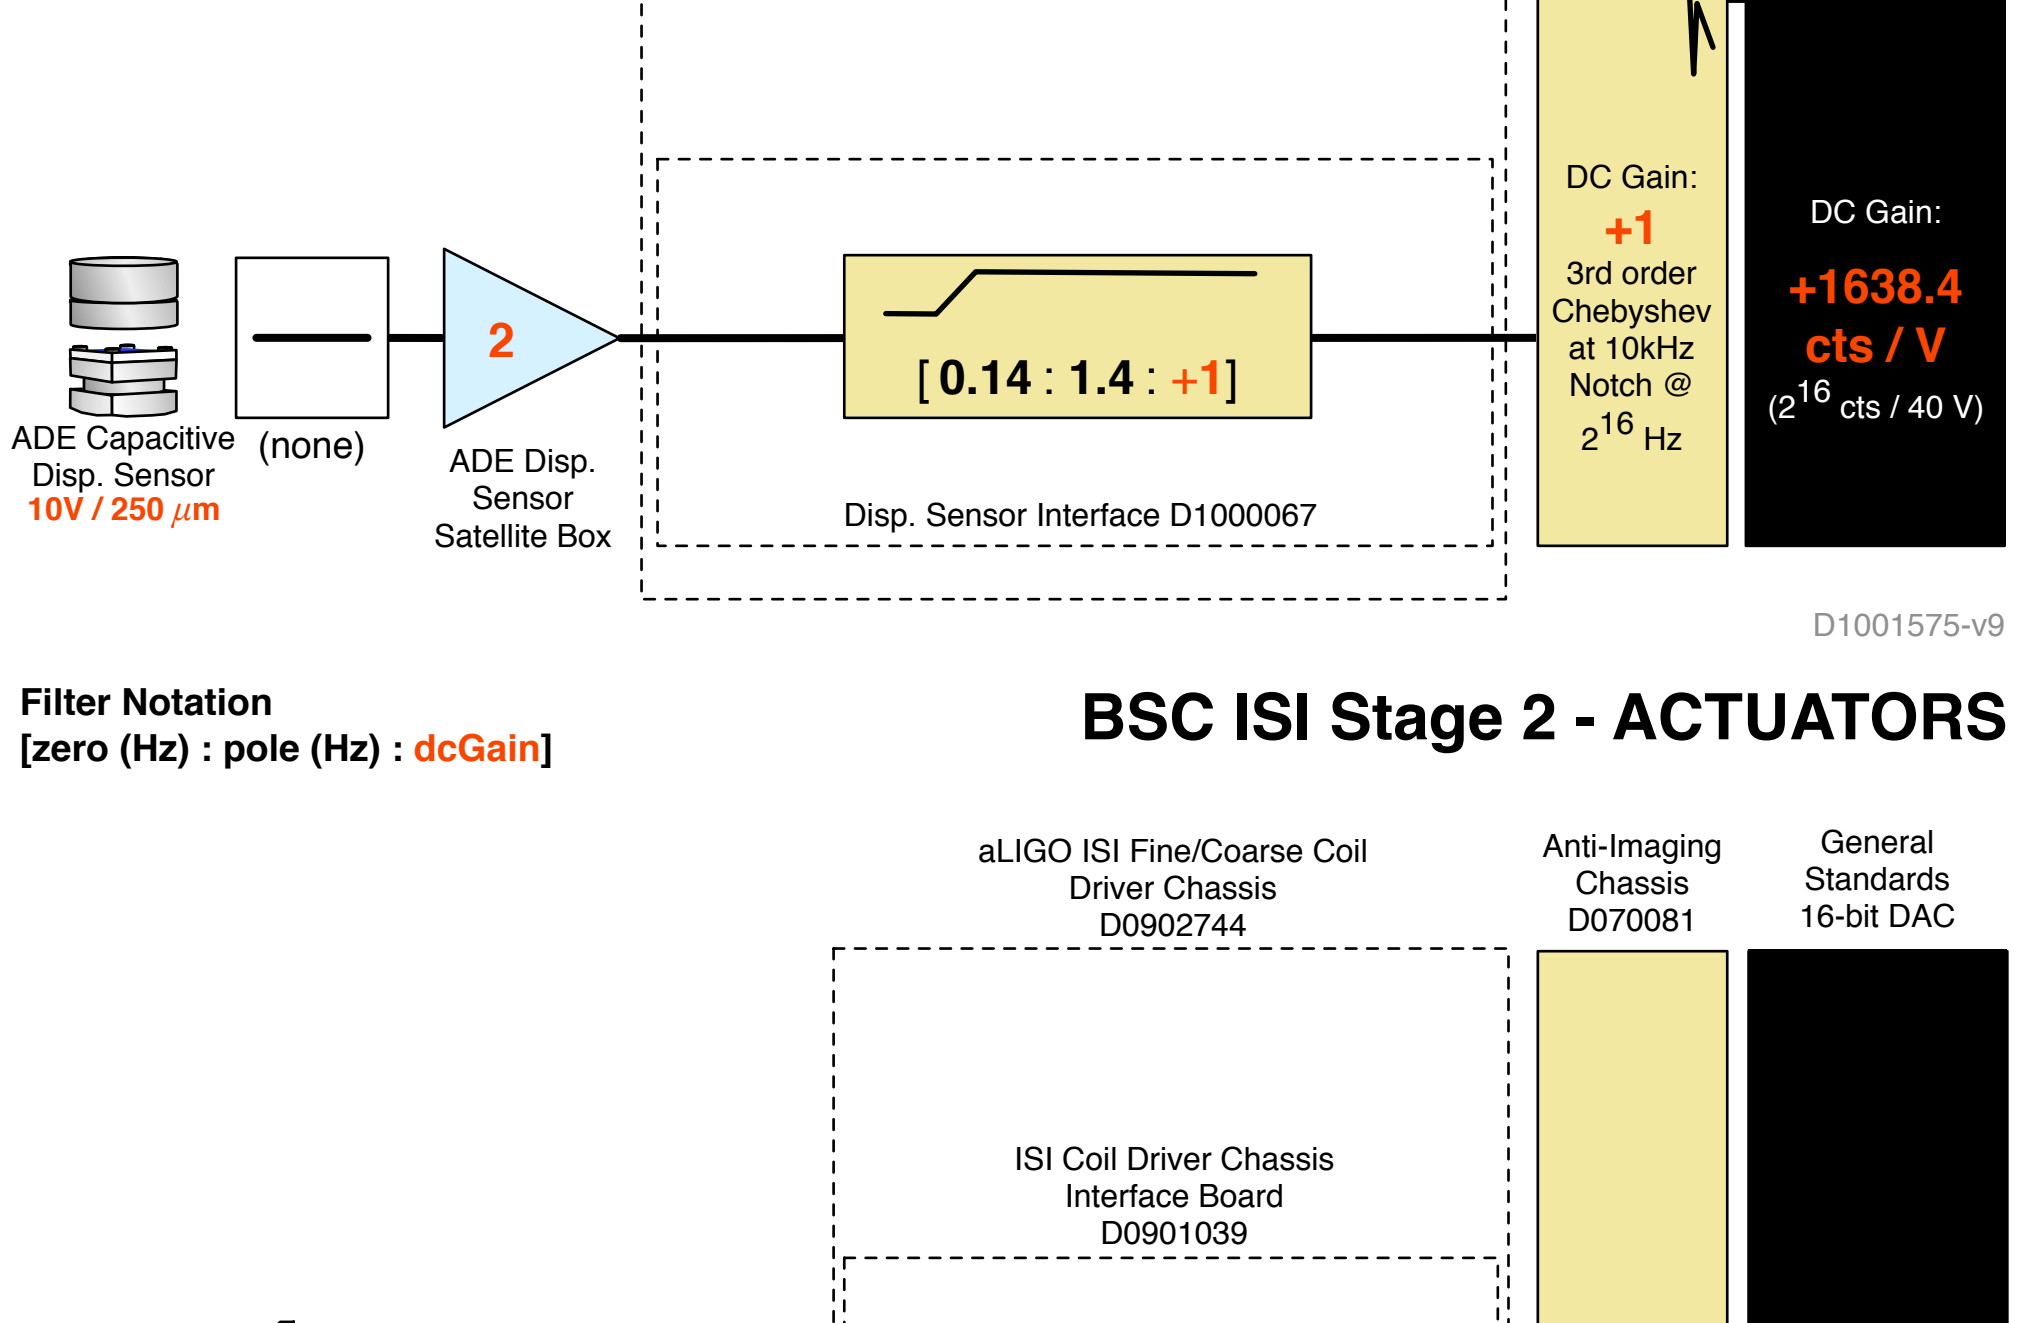 DC Gain:
+1
3rd order
Chebyshev
at 10kHz
Notch @
2^16 Hz
DC Gain:
+1638.4
cts / V
(2^16 cts / 40 V)
2
[ 0.14 : 1.4 : +1]
ADE Capacitive
Disp. Sensor
10V / 250 μm
(none)
ADE Disp.
Sensor
Satellite Box
Disp. Sensor Interface D1000067
D1001575-v9
Filter Notation
[zero (Hz) : pole (Hz) : dcGain]
BSC ISI Stage 2 - ACTUATORS
aLIGO ISI Fine/Coarse Coil
Driver Chassis
D0902744
Anti-Imaging
Chassis
D070081
General
Standards
16-bit DAC
ISI Coil Driver Chassis
Interface Board
D0901039